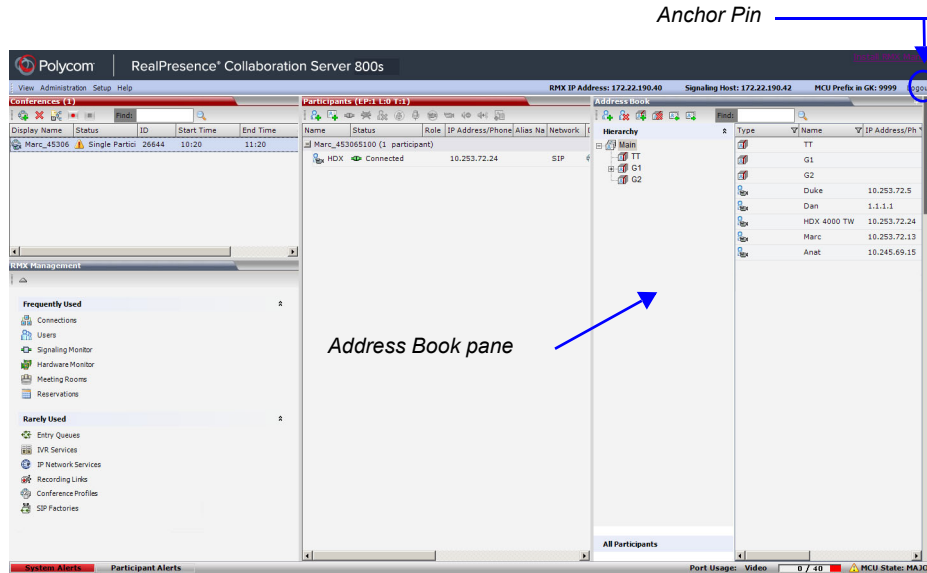 Anchor Pin
Polycom | RealPresence® Collaboration Server 800s
View Administration Setup Help
RMX IP Address: 172.22.190.40 Signaling Host: 172.22.190.42 MCU Prefix in GK: 9999 Logou
Conferences (1)
Find:
Display Name Status ID Start Time End Time
Marc_45306 Single Partici 26644 10:20 11:20
Participants (EP:1 L:0 T:1)
Name Status Role IP Address/Phone Alias Na Network
Marc_453065100 (1 participant)
HDX Connected 10.253.72.24 SIP
Address Book
Find:
Hierarchy
Main
TT
G1
G2
Type Name IP Address/Ph
TT
G1
G2
Duke 10.253.72.5
Dan 1.1.1.1
HDX 4000 TW 10.253.72.24
Marc 10.253.72.13
Anat 10.245.69.15
All Participants
Address Book pane
RMX Management
Frequently Used
Connections
Users
Signaling Monitor
Hardware Monitor
Meeting Rooms
Reservations
Rarely Used
Entry Queues
IVR Services
IP Network Services
Recording Links
Conference Profiles
SIP Factories
System Alerts Participant Alerts
Port Usage: Video 0 / 40 MCU State: MAJO